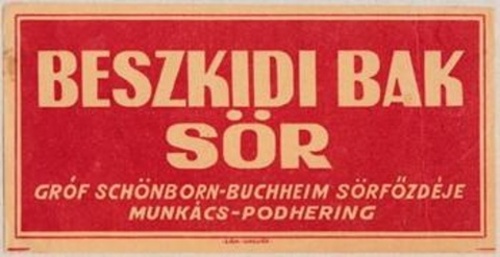 BESZKIDI BAK
SÖR
GRÓF SCHÖNBORN-BUCHHEIM SÖRFŐZDÉJE
MUNKÁCS-PODHERING